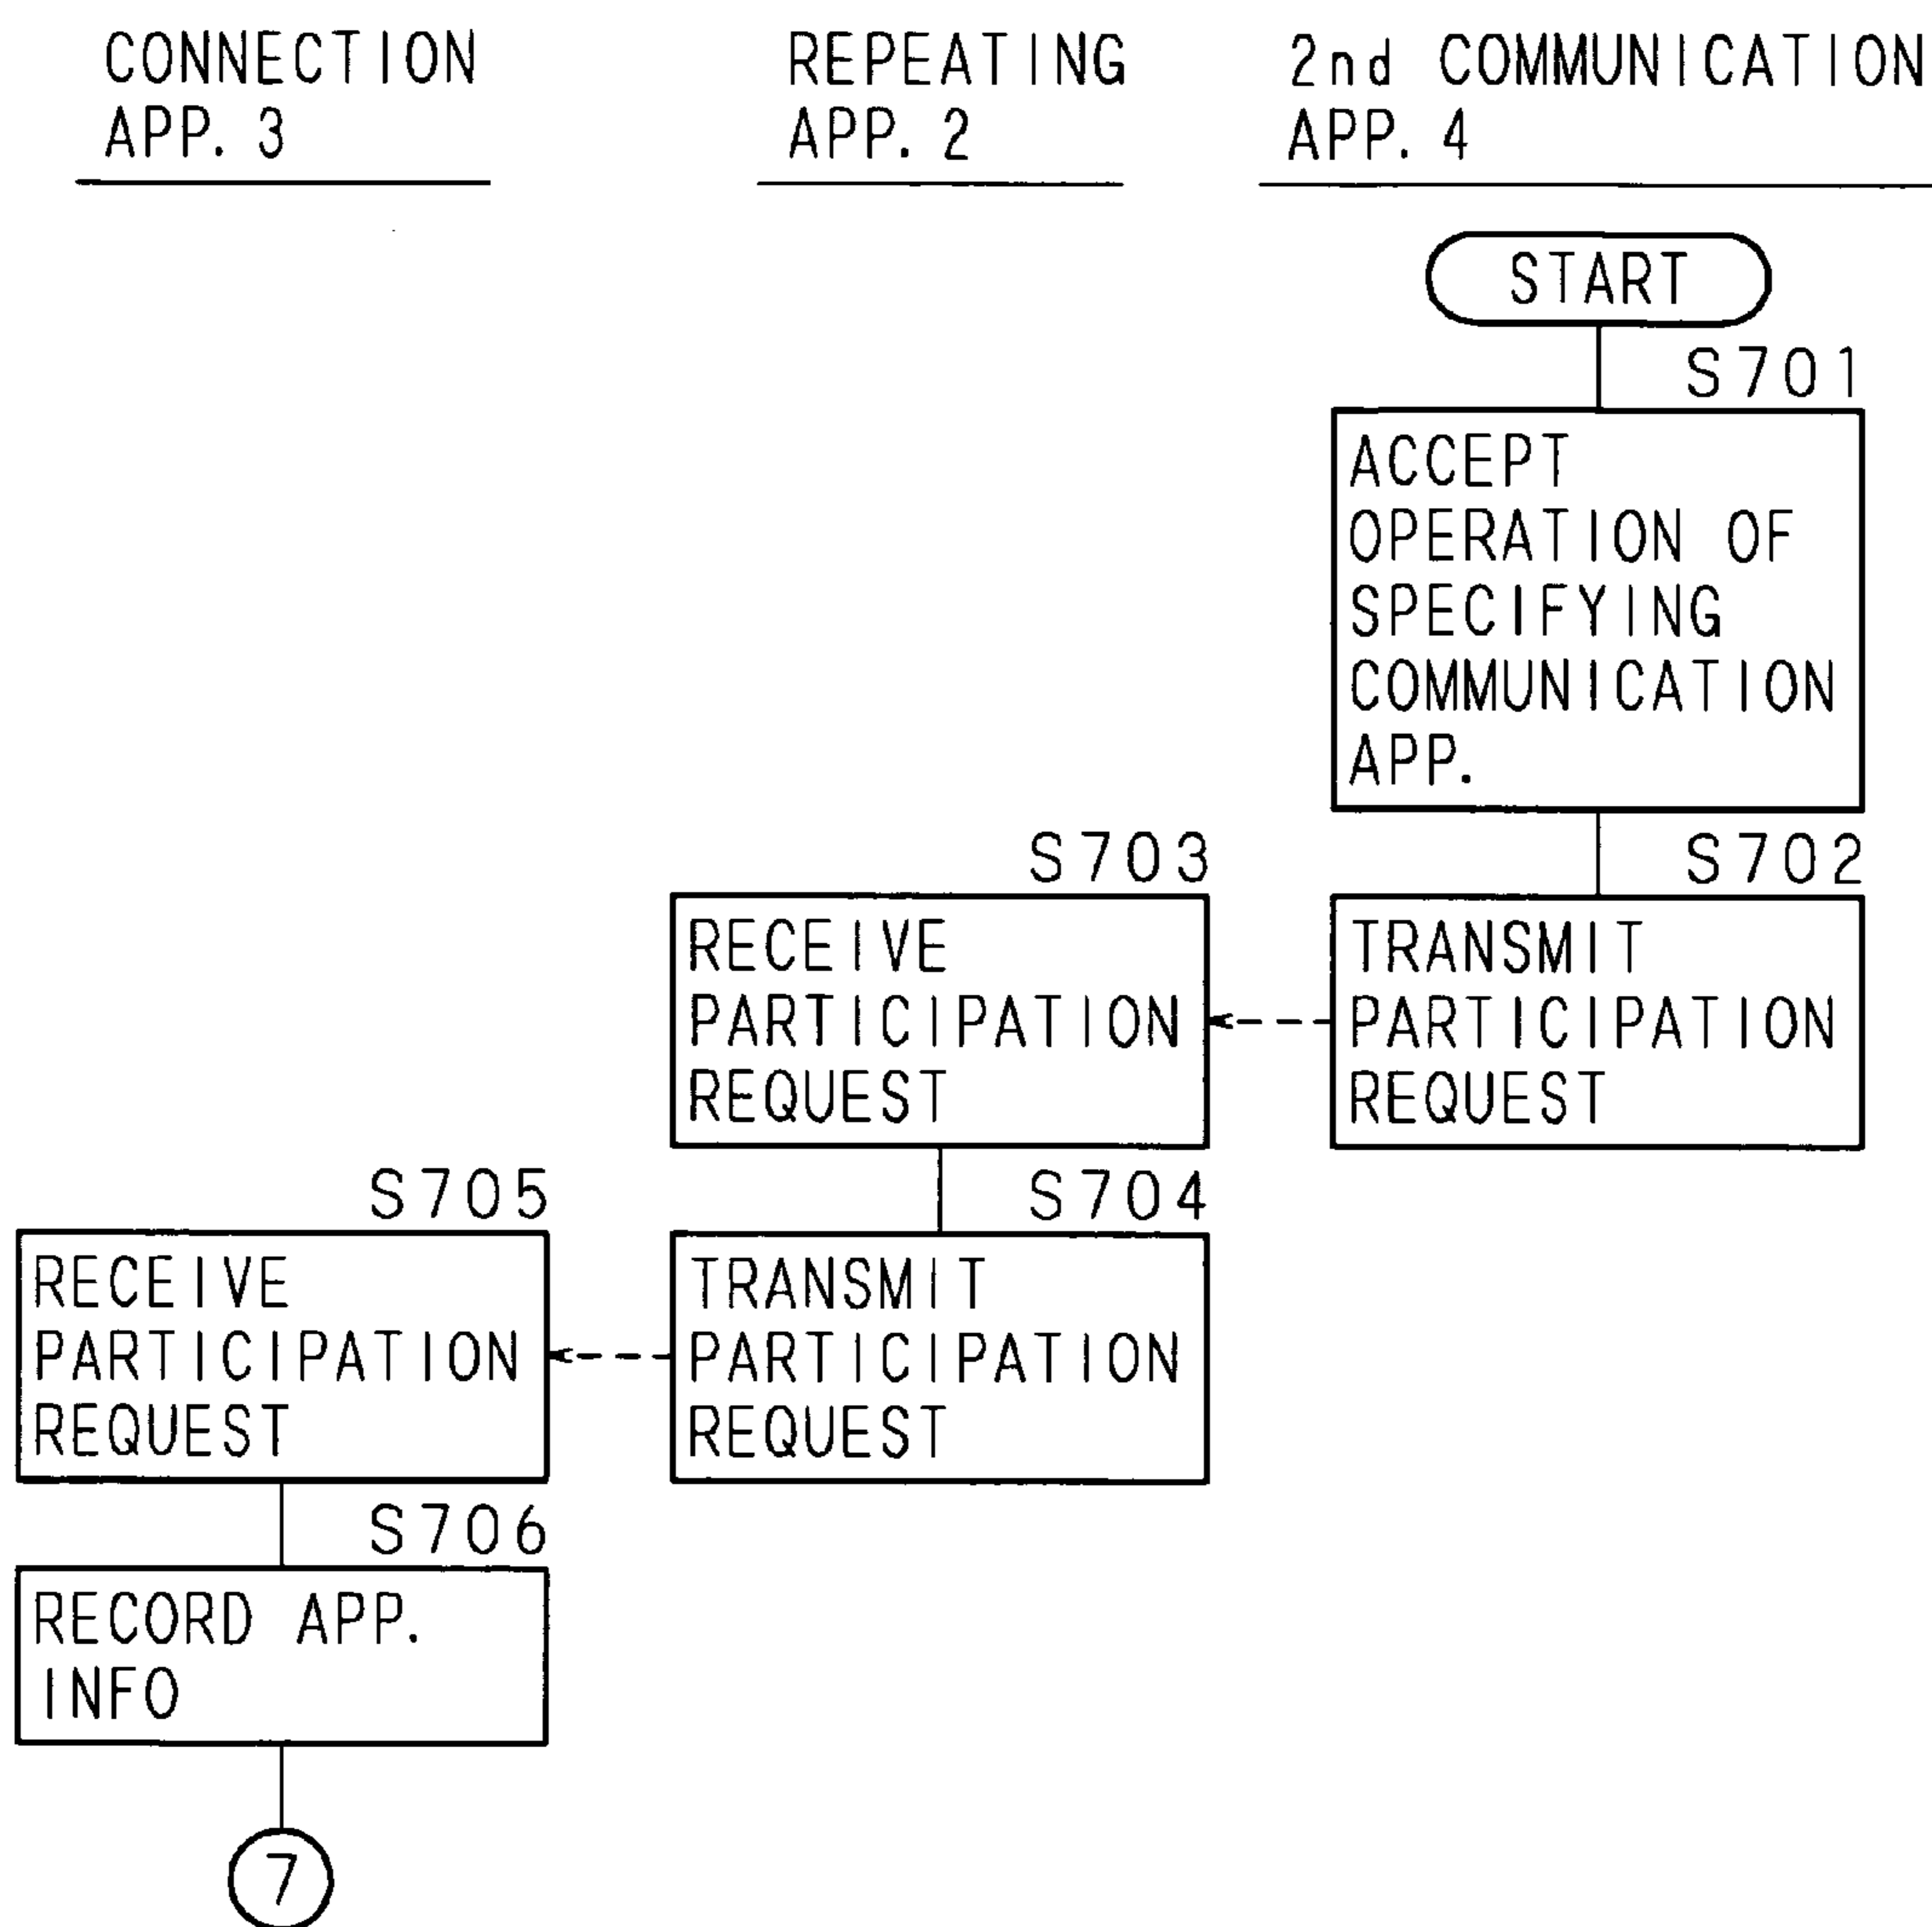 CONNECTION
APP. 3
REPEATING
APP. 2
2nd COMMUNICATION
APP. 4
START
S701
ACCEPT
OPERATION OF
SPECIFYING
COMMUNICATION
APP.
S702
TRANSMIT
PARTICIPATION
REQUEST
S703
RECEIVE
PARTICIPATION
REQUEST
S704
TRANSMIT
PARTICIPATION
REQUEST
S705
RECEIVE
PARTICIPATION
REQUEST
S706
RECORD APP.
INFO
7